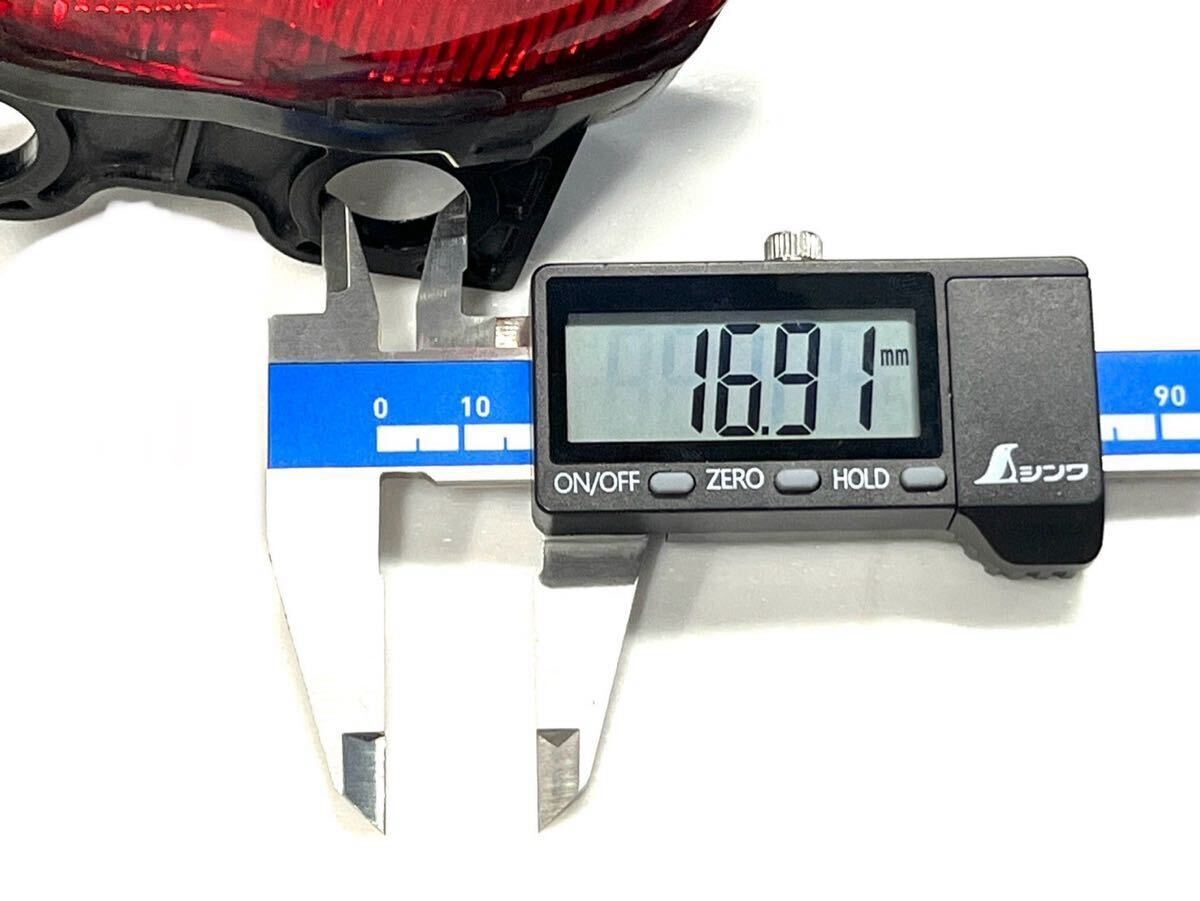 16.91 mm
ON/OFF ZERO HOLD
シンワ
0 10 90